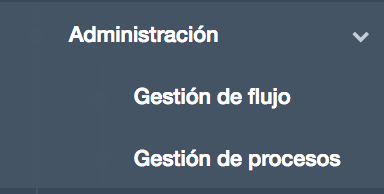 Administración
Gestión de flujo
Gestión de procesos